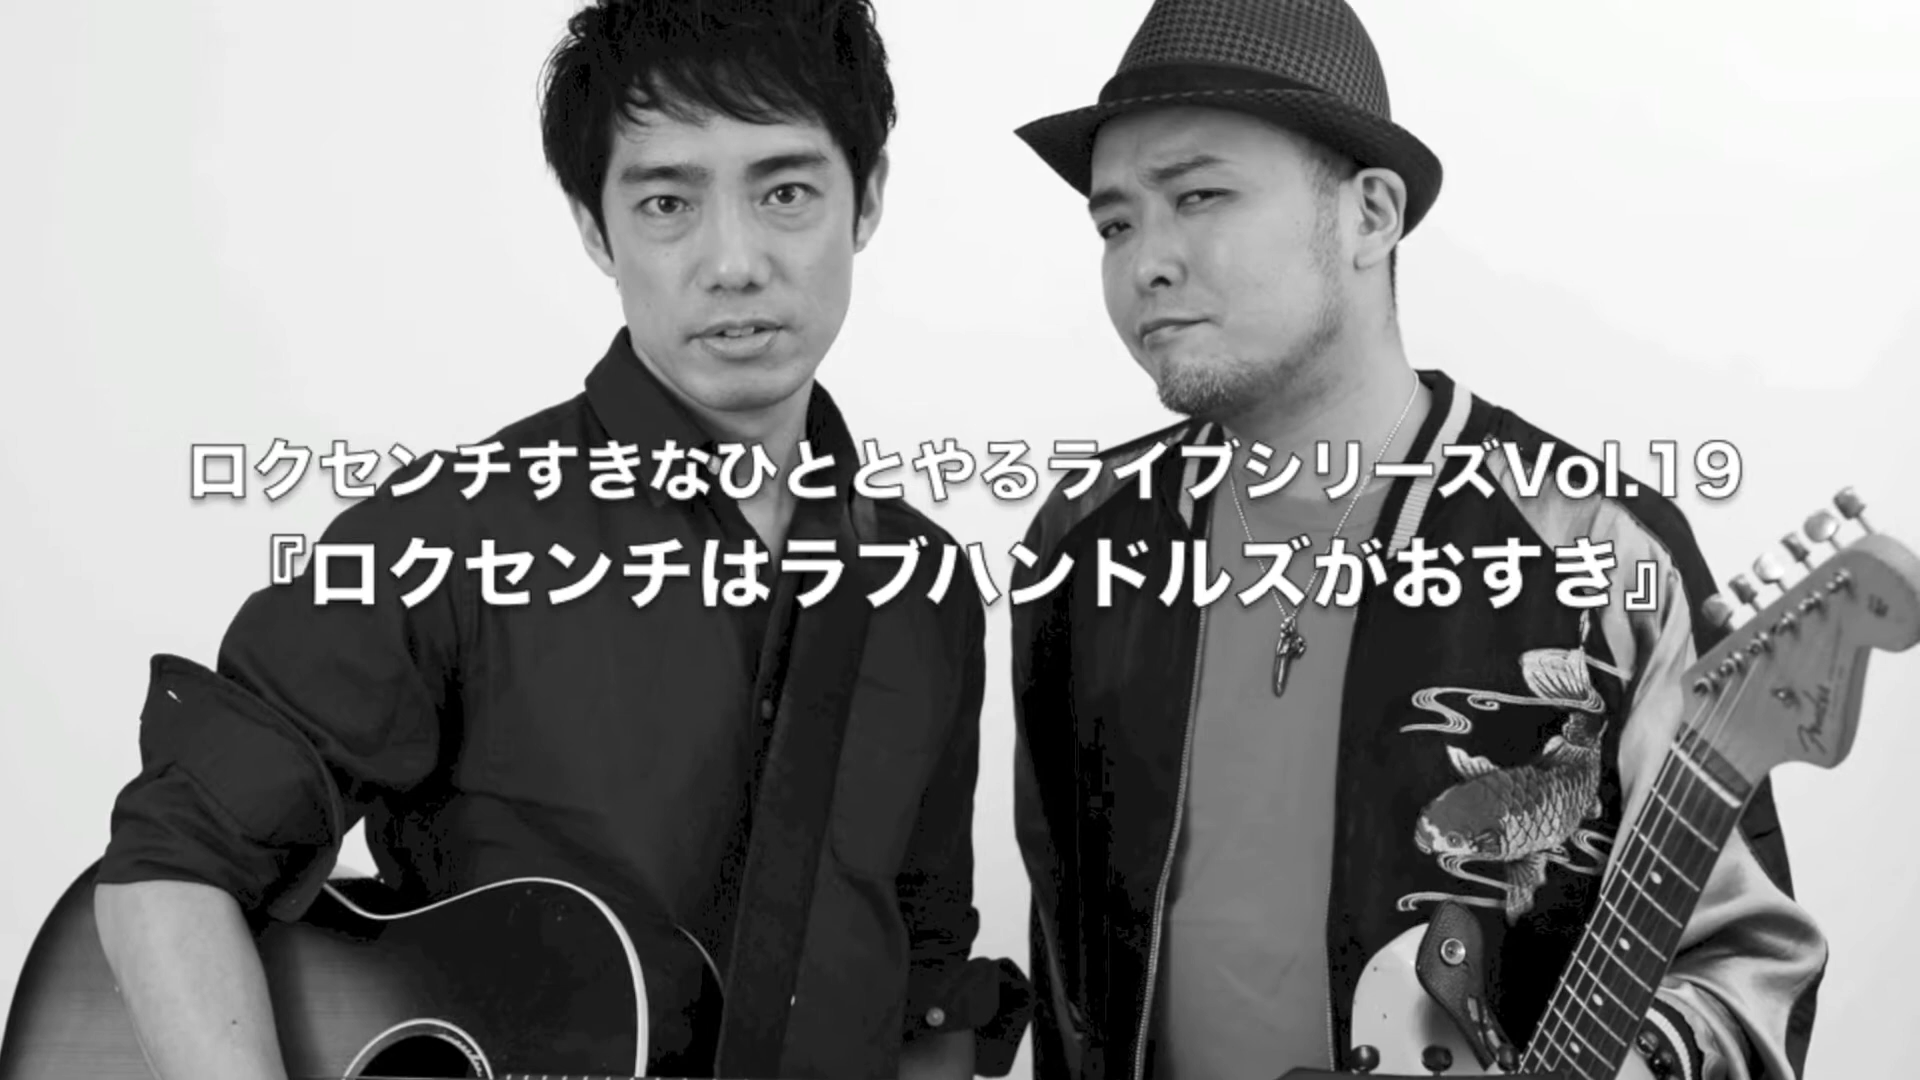 ロクセンチすきなひととやるライブシリーズVol.19
『ロクセンチはラブハンドルズがおすき』
Fender